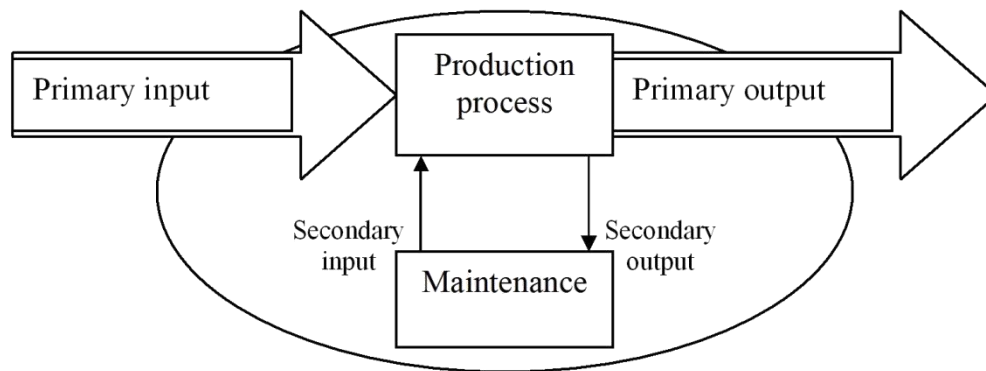 Primary input
Production
process
Primary output
Secondary
input
Secondary
output
Maintenance